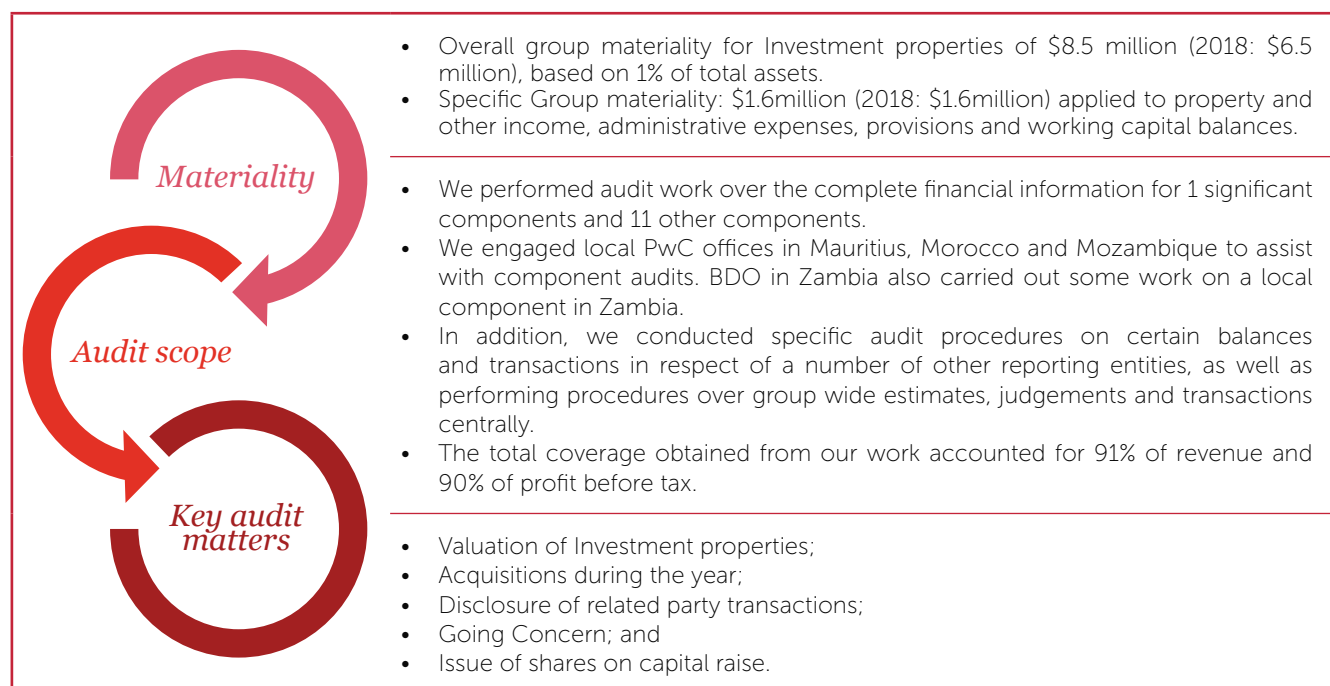 Materiality
• Overall group materiality for Investment properties of $8.5 million (2018: $6.5
million), based on 1% of total assets.
• Specific Group materiality: $1.6million (2018: $1.6million) applied to property and
other income, administrative expenses, provisions and working capital balances.
Audit scope
• We performed audit work over the complete financial information for 1 significant
components and 11 other components.
• We engaged local PwC offices in Mauritius, Morocco and Mozambique to assist
with component audits. BDO in Zambia also carried out some work on a local
component in Zambia.
• In addition, we conducted specific audit procedures on certain balances
and transactions in respect of a number of other reporting entities, as well as
performing procedures over group wide estimates, judgements and transactions
centrally.
• The total coverage obtained from our work accounted for 91% of revenue and
90% of profit before tax.
Key audit
matters
• Valuation of Investment properties;
• Acquisitions during the year;
• Disclosure of related party transactions;
• Going Concern; and
• Issue of shares on capital raise.